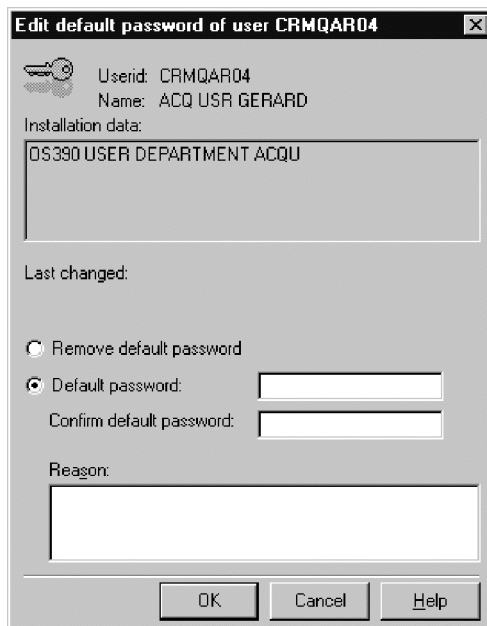 Edit default password of user CRMQAR04
Userid: CRMQAR04
Name: ACQ USR GERARD
Installation data:
OS390 USER DEPARTMENT ACQU
Last changed:
Remove default password
Default password:
Confirm default password:
Reason:
OK Cancel Help